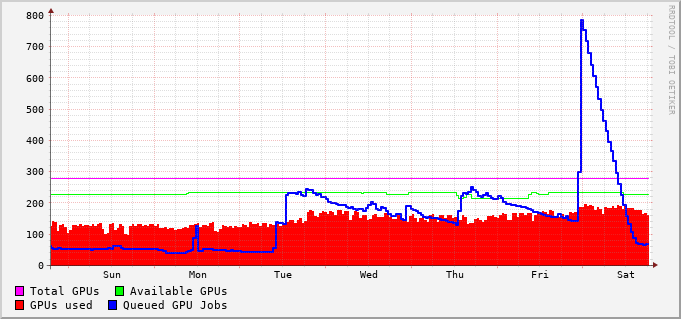 800
700
600
500
400
300
200
100
0
Sun Mon Tue Wed Thu Fri Sat
Total GPUs Available GPUs
GPUs used Queued GPU Jobs
RRDTOOL / TOBI OETIKER